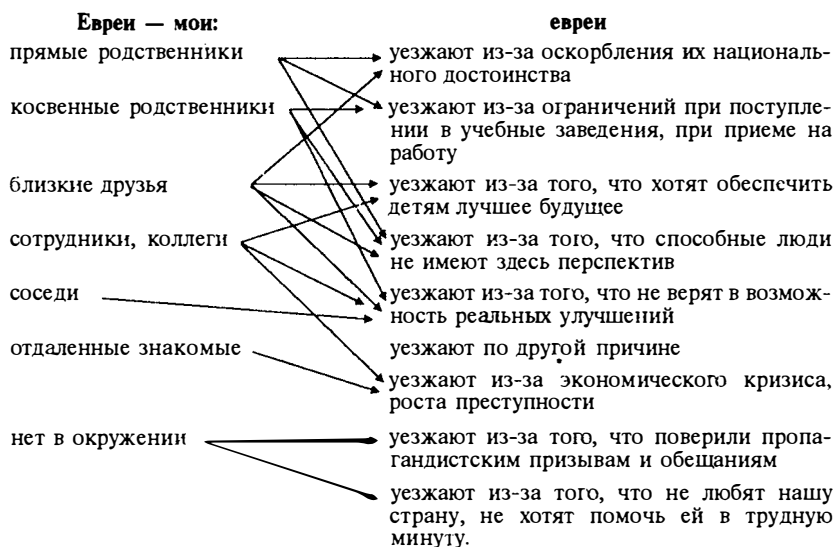 Евреи — мои:
евреи
прямые родственники
уезжают из-за оскорбления их националь-
ного достоинства
косвенные родственники
уезжают из-за ограничений при поступле-
нии в учебные заведения, при приеме на
работу
близкие друзья
уезжают из-за того, что хотят обеспечить
детям лучшее будущее
сотрудники, коллеги
уезжают из-за того, что способные люди
не имеют здесь перспектив
соседи
уезжают из-за того, что не верят в возмож-
ность реальных улучшений
отдаленные знакомые
уезжают по другой причине
уезжают из-за экономического кризиса,
роста преступности
нет в окружении
уезжают из-за того, что поверили пропа-
гандистским призывам и обещаниям
уезжают из-за того, что не любят нашу
страну, не хотят помочь ей в трудную
минуту.